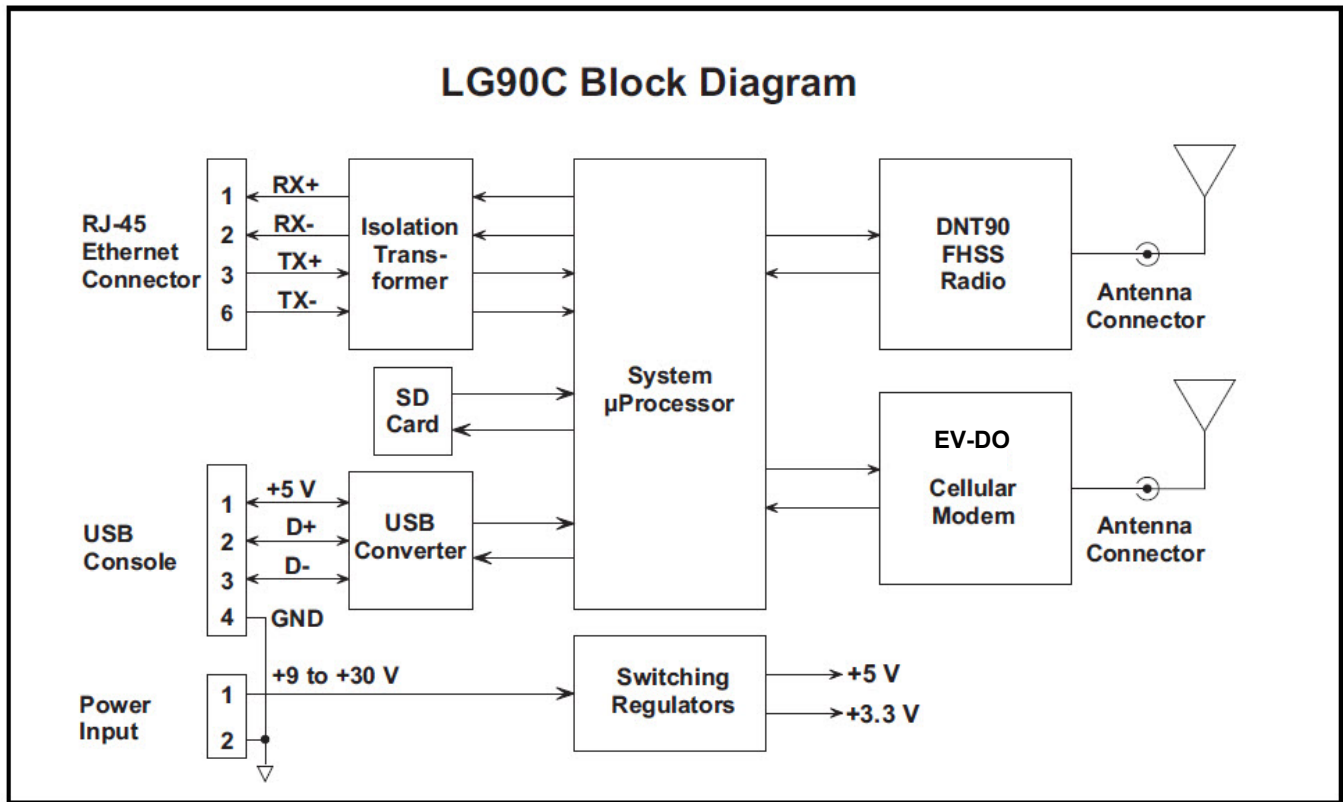 LG90C Block Diagram
RJ-45
Ethernet
Connector
1
2
3
6
RX+
RX-
TX+
TX-
Isolation
Trans-
former
SD
Card
USB
Console
1
2
3
4
+5 V
D+
D-
GND
USB
Converter
System
µProcessor
DNT90
FHSS
Radio
Antenna
Connector
EV-DO
Cellular
Modem
Antenna
Connector
Power
Input
1
2
+9 to +30 V
Switching
Regulators
+5 V
+3.3 V